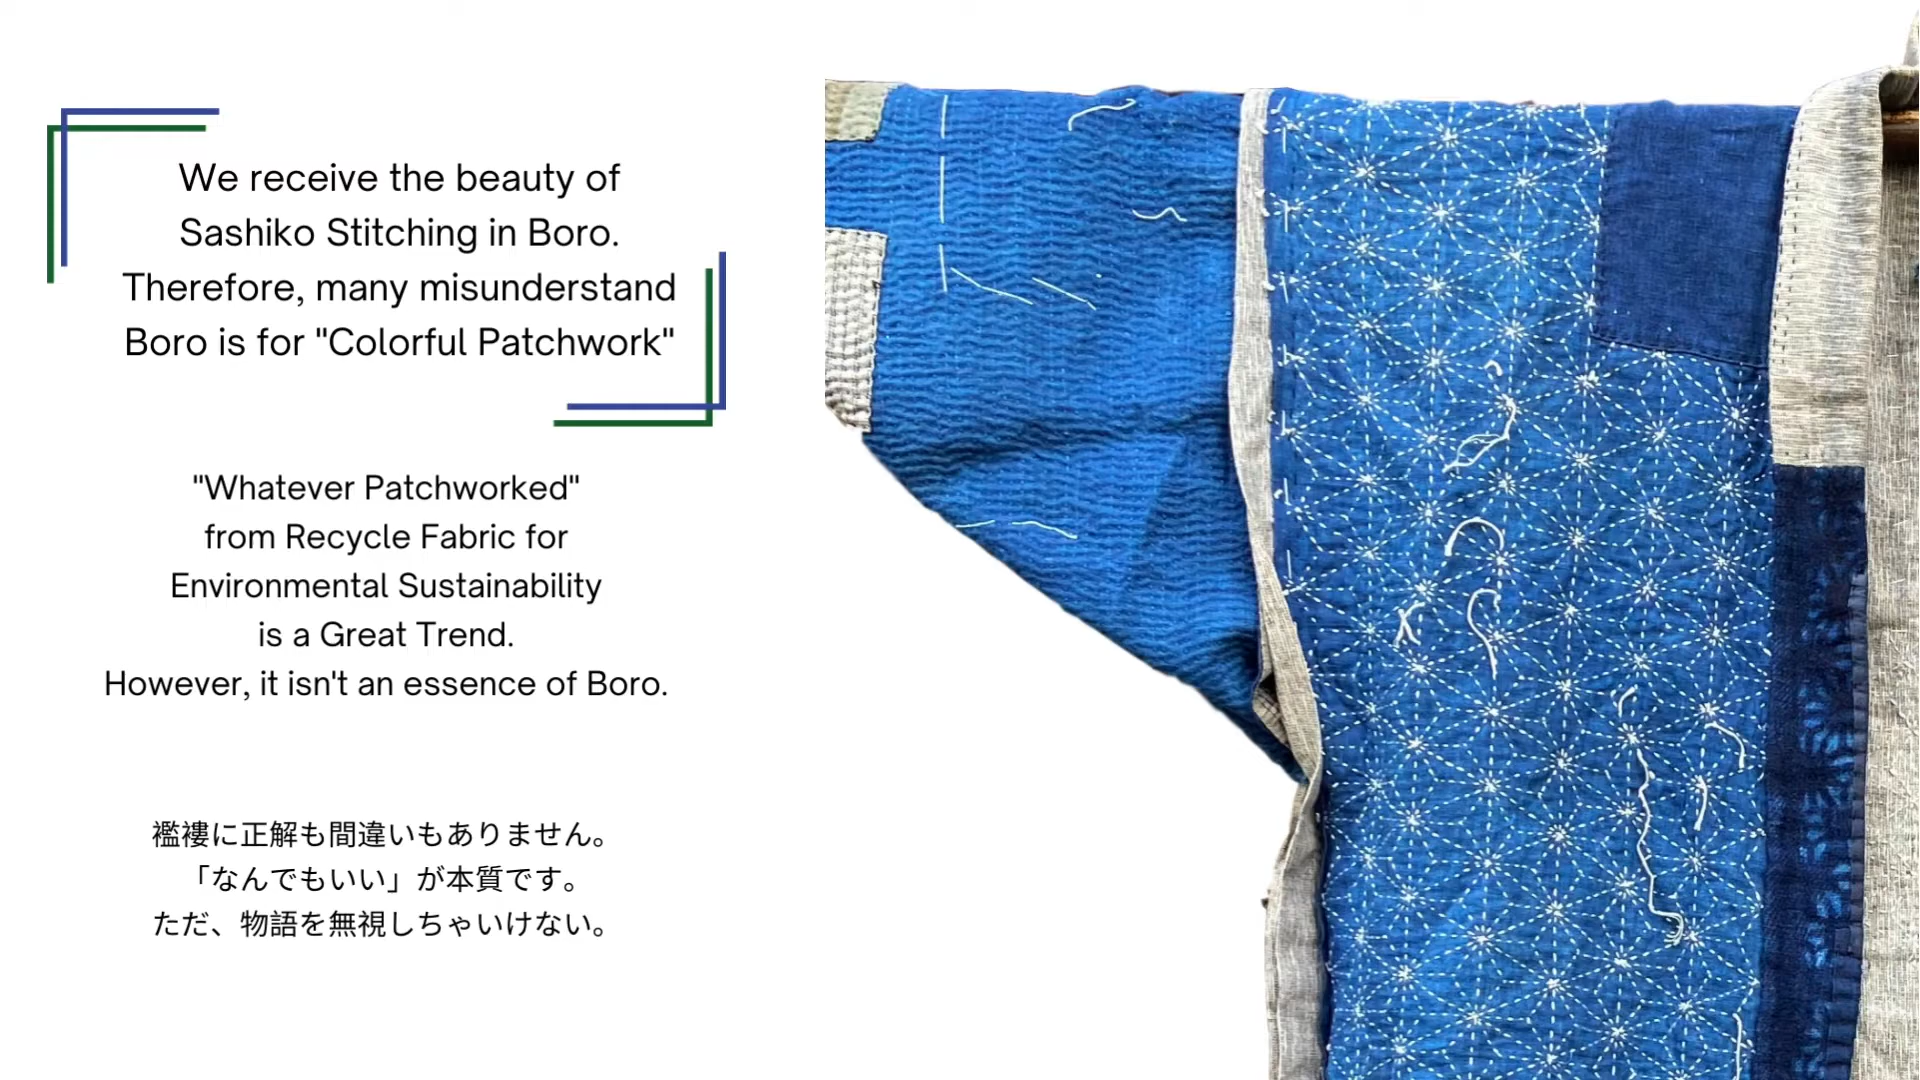 We receive the beauty of
Sashiko Stitching in Boro.
Therefore, many misunderstand
Boro is for "Colorful Patchwork"
"Whatever Patchworked"
from Recycle Fabric for
Environmental Sustainability
is a Great Trend.
However, it isn't an essence of Boro.
襤褸に正解も間違いもありません。
「なんでもいい」が本質です。
ただ、物語を無視しちゃいけない。